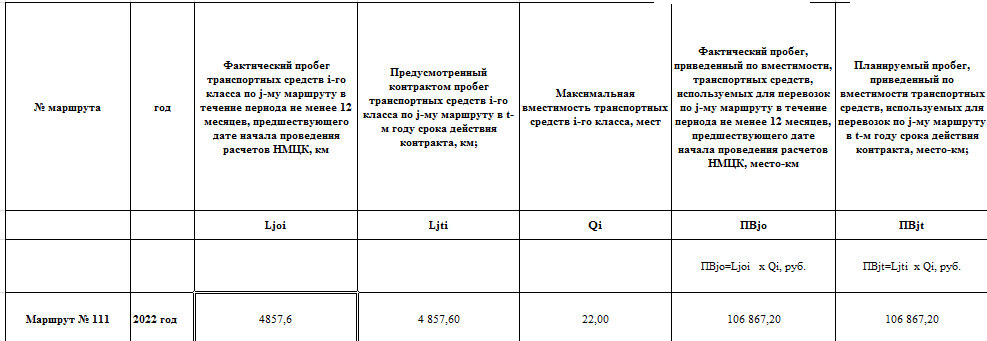 № маршрута
год
Фактический пробег
транспортных средств i-го
класса по j-му маршруту в
течение периода не менее 12
месяцев, предшествующего
дате начала проведения
расчетов НМЦК, км
Предусмотренный
контрактом пробег
транспортных средств i-го
класса по j-му маршруту в t-
м году срока действия
контракта, км;
Максимальная
вместимость транспортных
средств i-го класса, мест
Фактический пробег,
приведенный по вместимости,
транспортных средств,
используемых для перевозок
по j-му маршруту в течение
периода не менее 12 месяцев,
предшествующего дате
начала проведения расчетов
НМЦК, место-км
Планируемый пробег,
приведенный по
вместимости транспортных
средств, используемых для
перевозок по j-му маршруту
в t-м году срока действия
контракта, место-км;
Ljoi
Ljti
Qi
ПВjo
ПВjt
ПВjo=Ljoi x Qi, руб.
ПВjt=Ljti x Qi, руб.
Маршрут № 111
2022 год
4857,6
4 857,60
22,00
106 867,20
106 867,20